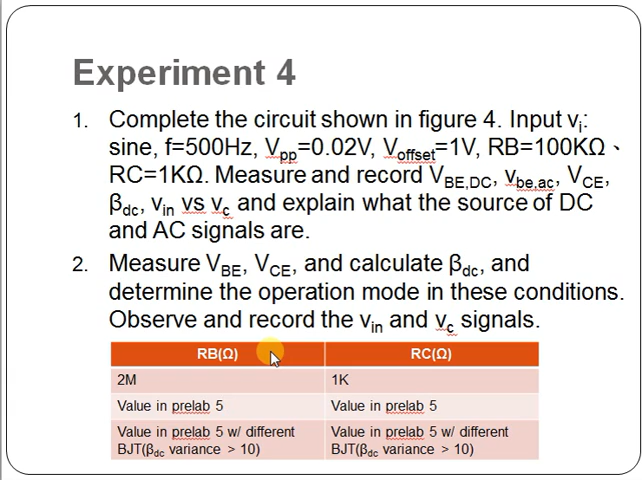 Experiment 4
1. Complete the circuit shown in figure 4. Input vi:
sine, f=500Hz, Vpp=0.02V, Voffset=1V, RB=100KΩ、
RC=1KΩ. Measure and record VBE,DC, vbe,ac, VCE,
βdc, vin vs vc and explain what the source of DC
and AC signals are.
2. Measure VBE, VCE, and calculate βdc, and
determine the operation mode in these conditions.
Observe and record the vin and vc signals.
RB(Ω) RC(Ω)
2M 1K
Value in prelab 5 Value in prelab 5
Value in prelab 5 w/ different Value in prelab 5 w/ different
BJT(βdc variance > 10) BJT(βdc variance > 10)